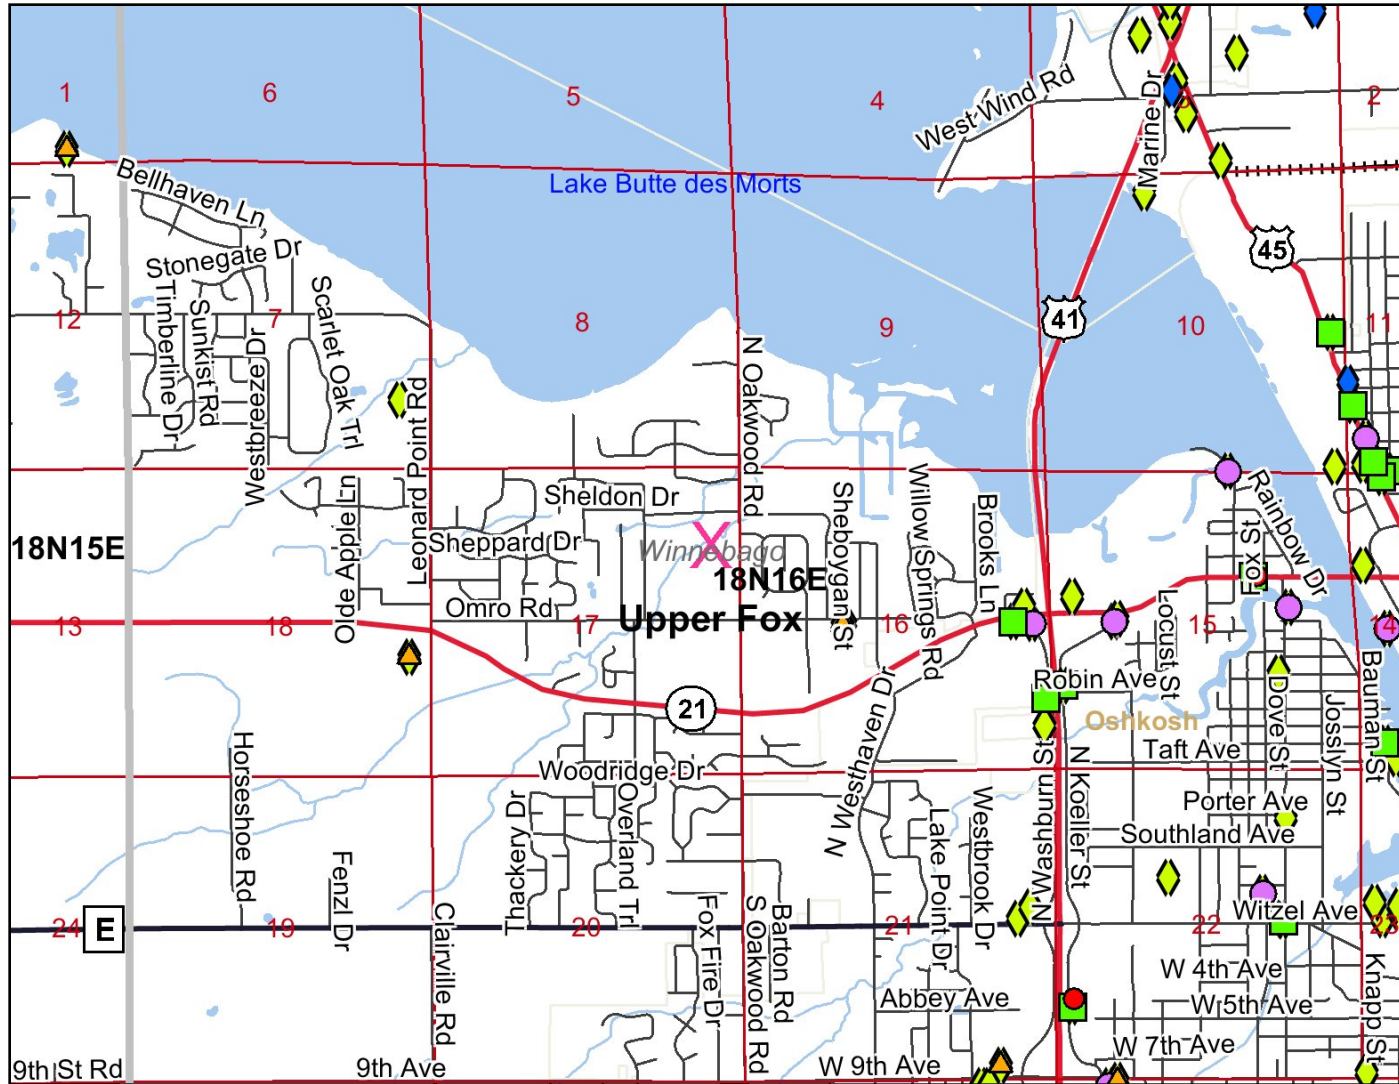 1
6
5
4
2
West Wind Rd
Marine Dr
Bellhaven Ln
Lake Butte des Morts
Stonegate Dr
45
41
12
7
8
9
10
11
Timberline Dr
Sunkist Rd
Westbreeze Dr
Scarlet Oak Trl
Leonard Point Rd
N Oakwood Rd
Olde Apple Ln
Sheldon Dr
Sheboygan St
Willow Springs Rd
Brooks Ln
Rainbow Dr
Fox St
18N15E
Sheppard Dr
Winnebago
X
18N16E
Omro Rd
Upper Fox
Locust St
13
18
17
16
15
14
21
Robin Ave
Oshkosh
Taft Ave
Dove St
Josslyn St
Bauman St
Horseshoe Rd
Woodridge Dr
N Westhaven Dr
N Washburn St
N Koeller St
Porter Ave
Southland Ave
Thackery Dr
Overland Trl
Lake Point Dr
Westbrook Dr
Fenzl Dr
Clairville Rd
Fox Fire Dr
S Oakwood Rd
Barton Rd
Witzel Ave
24
E
19
20
21
22
23
W 4th Ave
Abbey Ave
W 5th Ave
Knapp St
W 7th Ave
9th St Rd
9th Ave
W 9th Ave